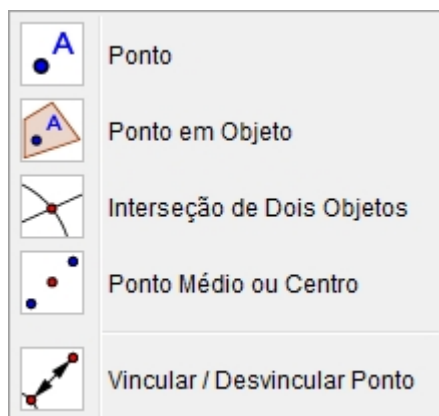 A
Ponto
A
Ponto em Objeto
Interseção de Dois Objetos
Ponto Médio ou Centro
Vincular / Desvincular Ponto